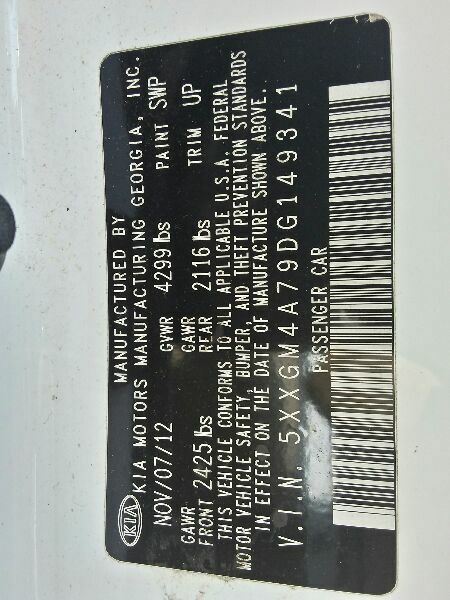 MANUFACTURED BY
KIA KIA MOTORS MANUFACTURING GEORGIA, INC.
NOV/07/12 GVWR 4299 lbs PAINT SWP
GAWR GAWR
FRONT 2425 lbs REAR 2116 lbs TRIM UP
THIS VEHICLE CONFORMS TO ALL APPLICABLE U.S.A. FEDERAL
MOTOR VEHICLE SAFETY, BUMPER, AND THEFT PREVENTION STANDARDS
IN EFFECT ON THE DATE OF MANUFACTURE SHOWN ABOVE.
V.I.N. 5XXGM4A79DG149341
PASSENGER CAR